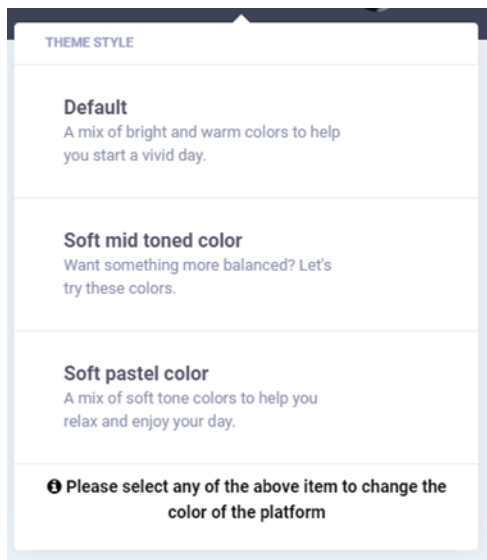 THEME STYLE
Default
A mix of bright and warm colors to help
you start a vivid day.
Soft mid toned color
Want something more balanced? Let's
try these colors.
Soft pastel color
A mix of soft tone colors to help you
relax and enjoy your day.
Please select any of the above item to change the
color of the platform